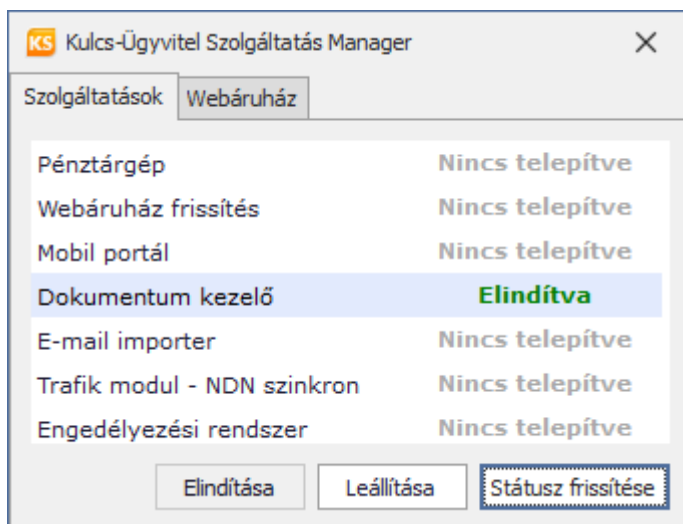 KS Kulcs-Ügyvitel Szolgáltatás Manager
Szolgáltatások Webáruház
Pénztárgép Nincs telepítve
Webáruház frissítés Nincs telepítve
Mobil portál Nincs telepítve
Dokumentum kezelő Elindítva
E-mail importer Nincs telepítve
Trafik modul - NDN szinkron Nincs telepítve
Engedélyezési rendszer Nincs telepítve
Elindítása Leállítása Státusz frissítése